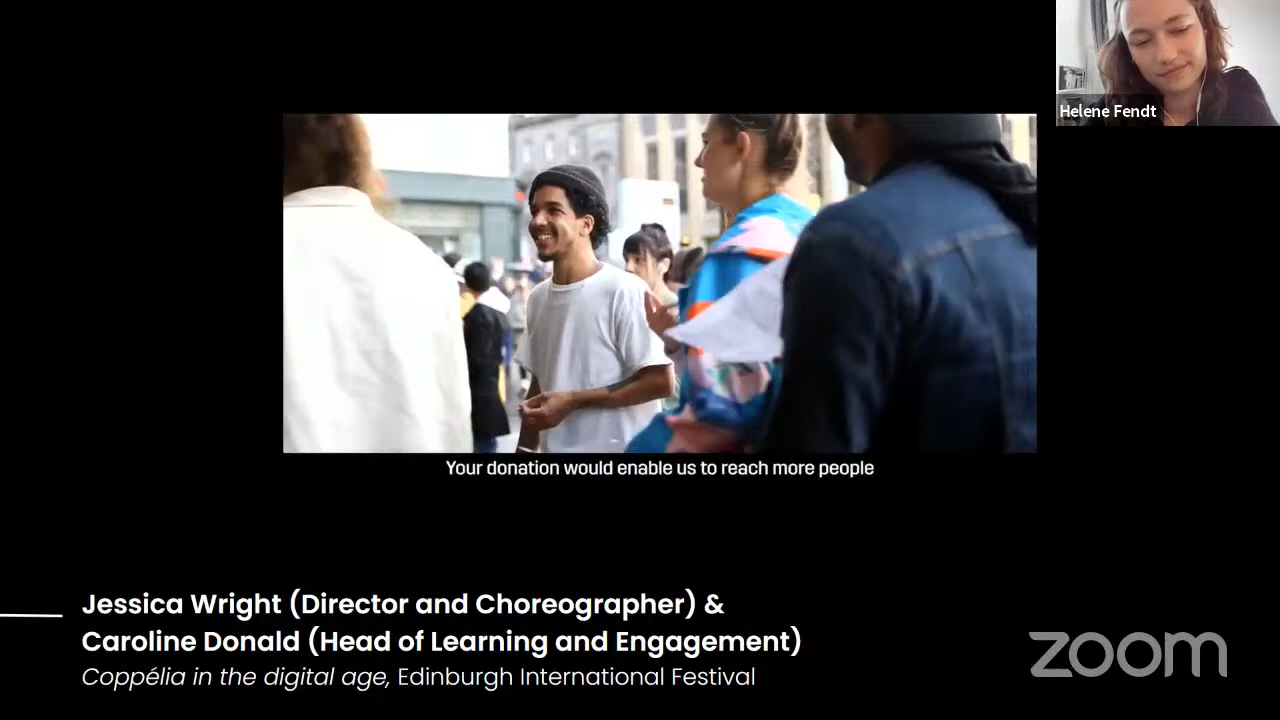 Helene Fendt
Your donation would enable us to reach more people
Jessica Wright (Director and Choreographer) &
Caroline Donald (Head of Learning and Engagement)
Coppélia in the digital age, Edinburgh International Festival
zoom